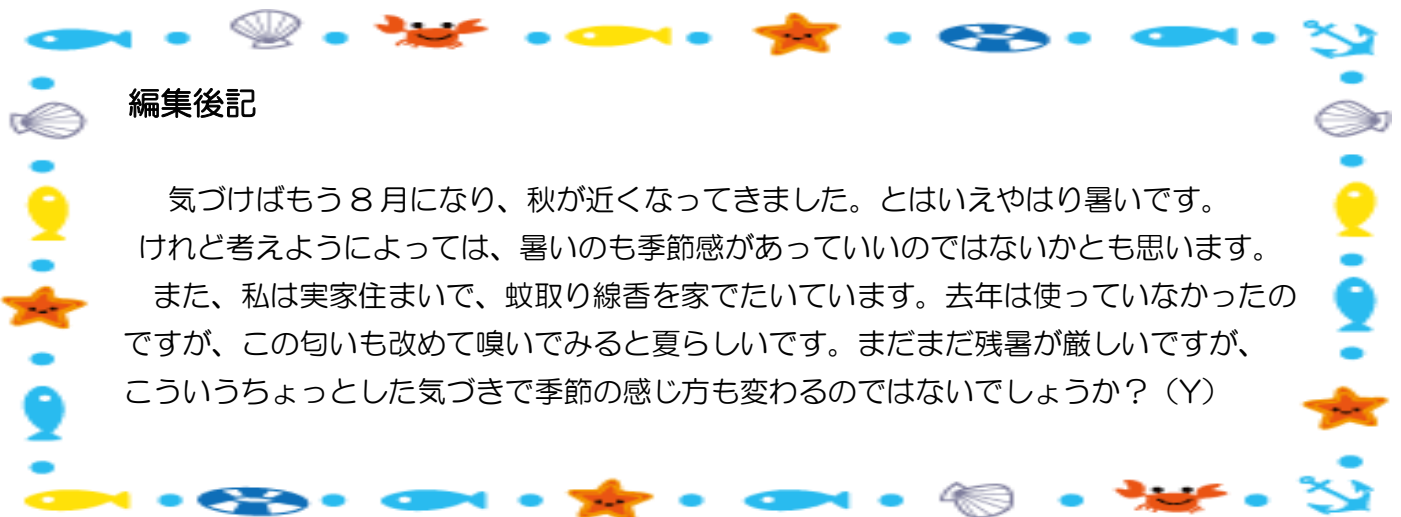 編集後記
気づけばもう8月になり、秋が近くなってきました。とはいえやはり暑いです。
けれど考えようによっては、暑いのも季節感があっていいのではないかとも思います。
また、私は実家住まいで、蚊取り線香を家でたいています。去年は使っていなかったの
ですが、この匂いも改めて嗅いでみると夏らしいです。まだまだ残暑が厳しいですが、
こういうちょっとした気づきで季節の感じ方も変わるのではないでしょうか？（Y）